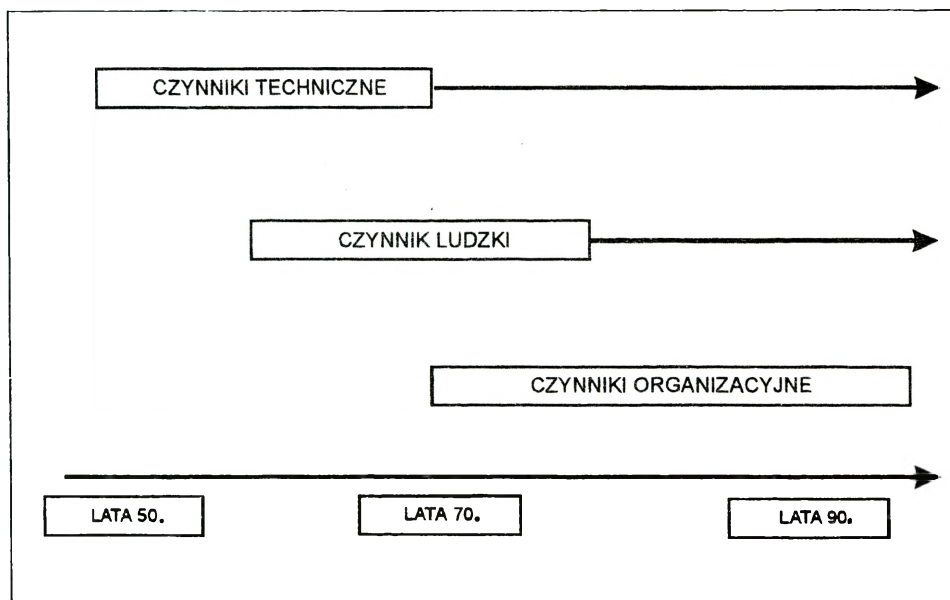 CZYNNIKI TECHNICZNE
CZYNNIK LUDZKI
CZYNNIKI ORGANIZACYJNE
LATA 50.
LATA 70.
LATA 90.